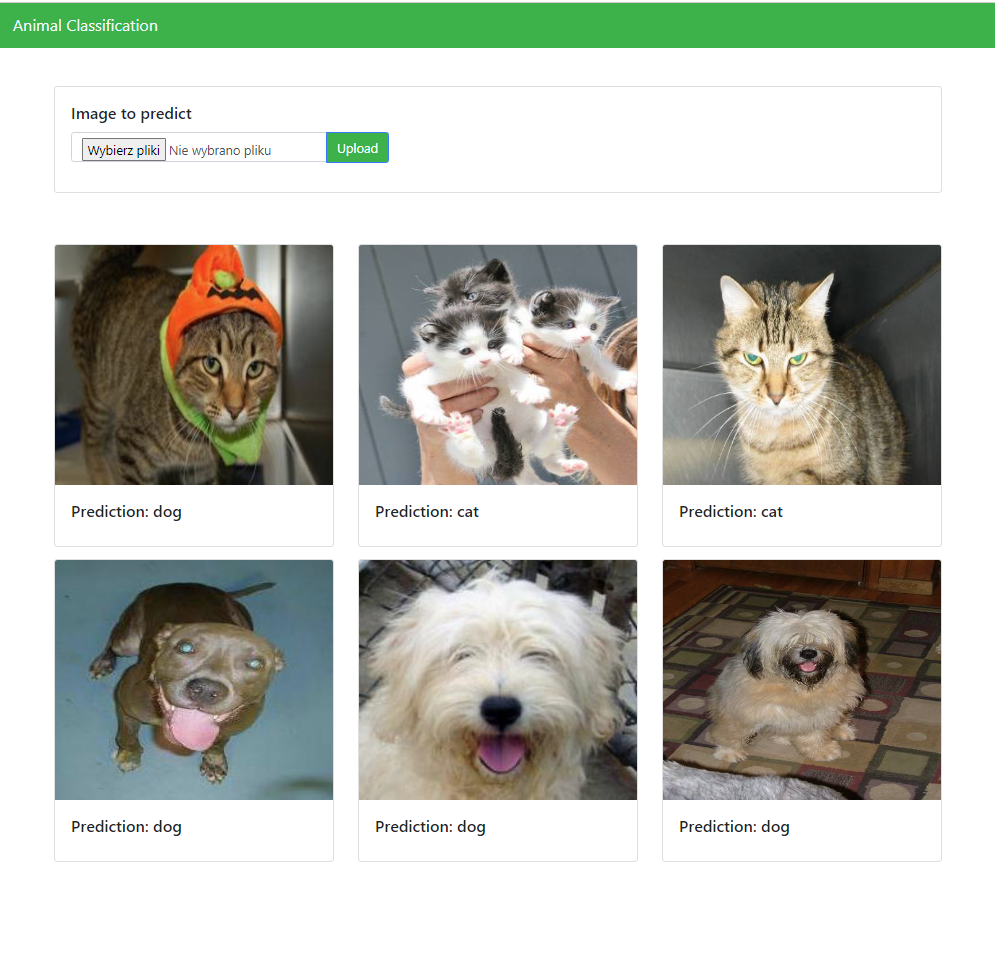 Animal Classification
Image to predict
Wybierz pliki Nie wybrano pliku Upload
Prediction: dog
Prediction: cat
Prediction: cat
Prediction: dog
Prediction: dog
Prediction: dog